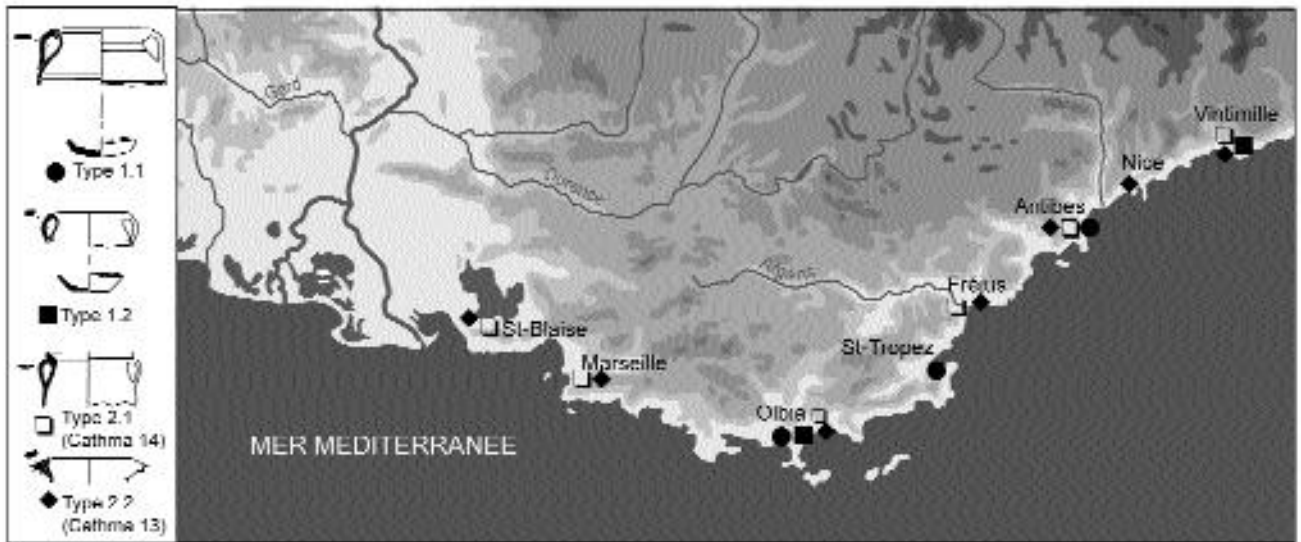 Type 1.1
Type 1.2
Type 2.1
(Cathma 14)
Type 2.2
(Cathma 13)
Gard
Durance
Argens
Vintimille
Nice
Antibes
Fréjus
St-Tropez
St-Blaise
Marseille
Olbia
MER MEDITERRANEE